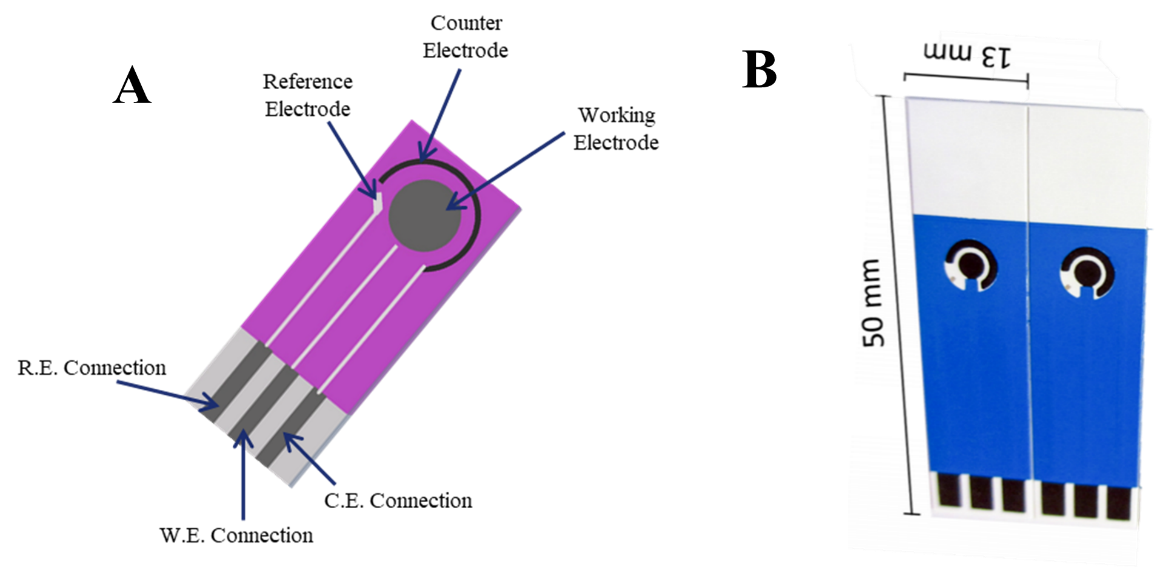 A
Counter
Electrode
Reference
Electrode
Working
Electrode
R.E. Connection
W.E. Connection
C.E. Connection
B
13 mm
50 mm